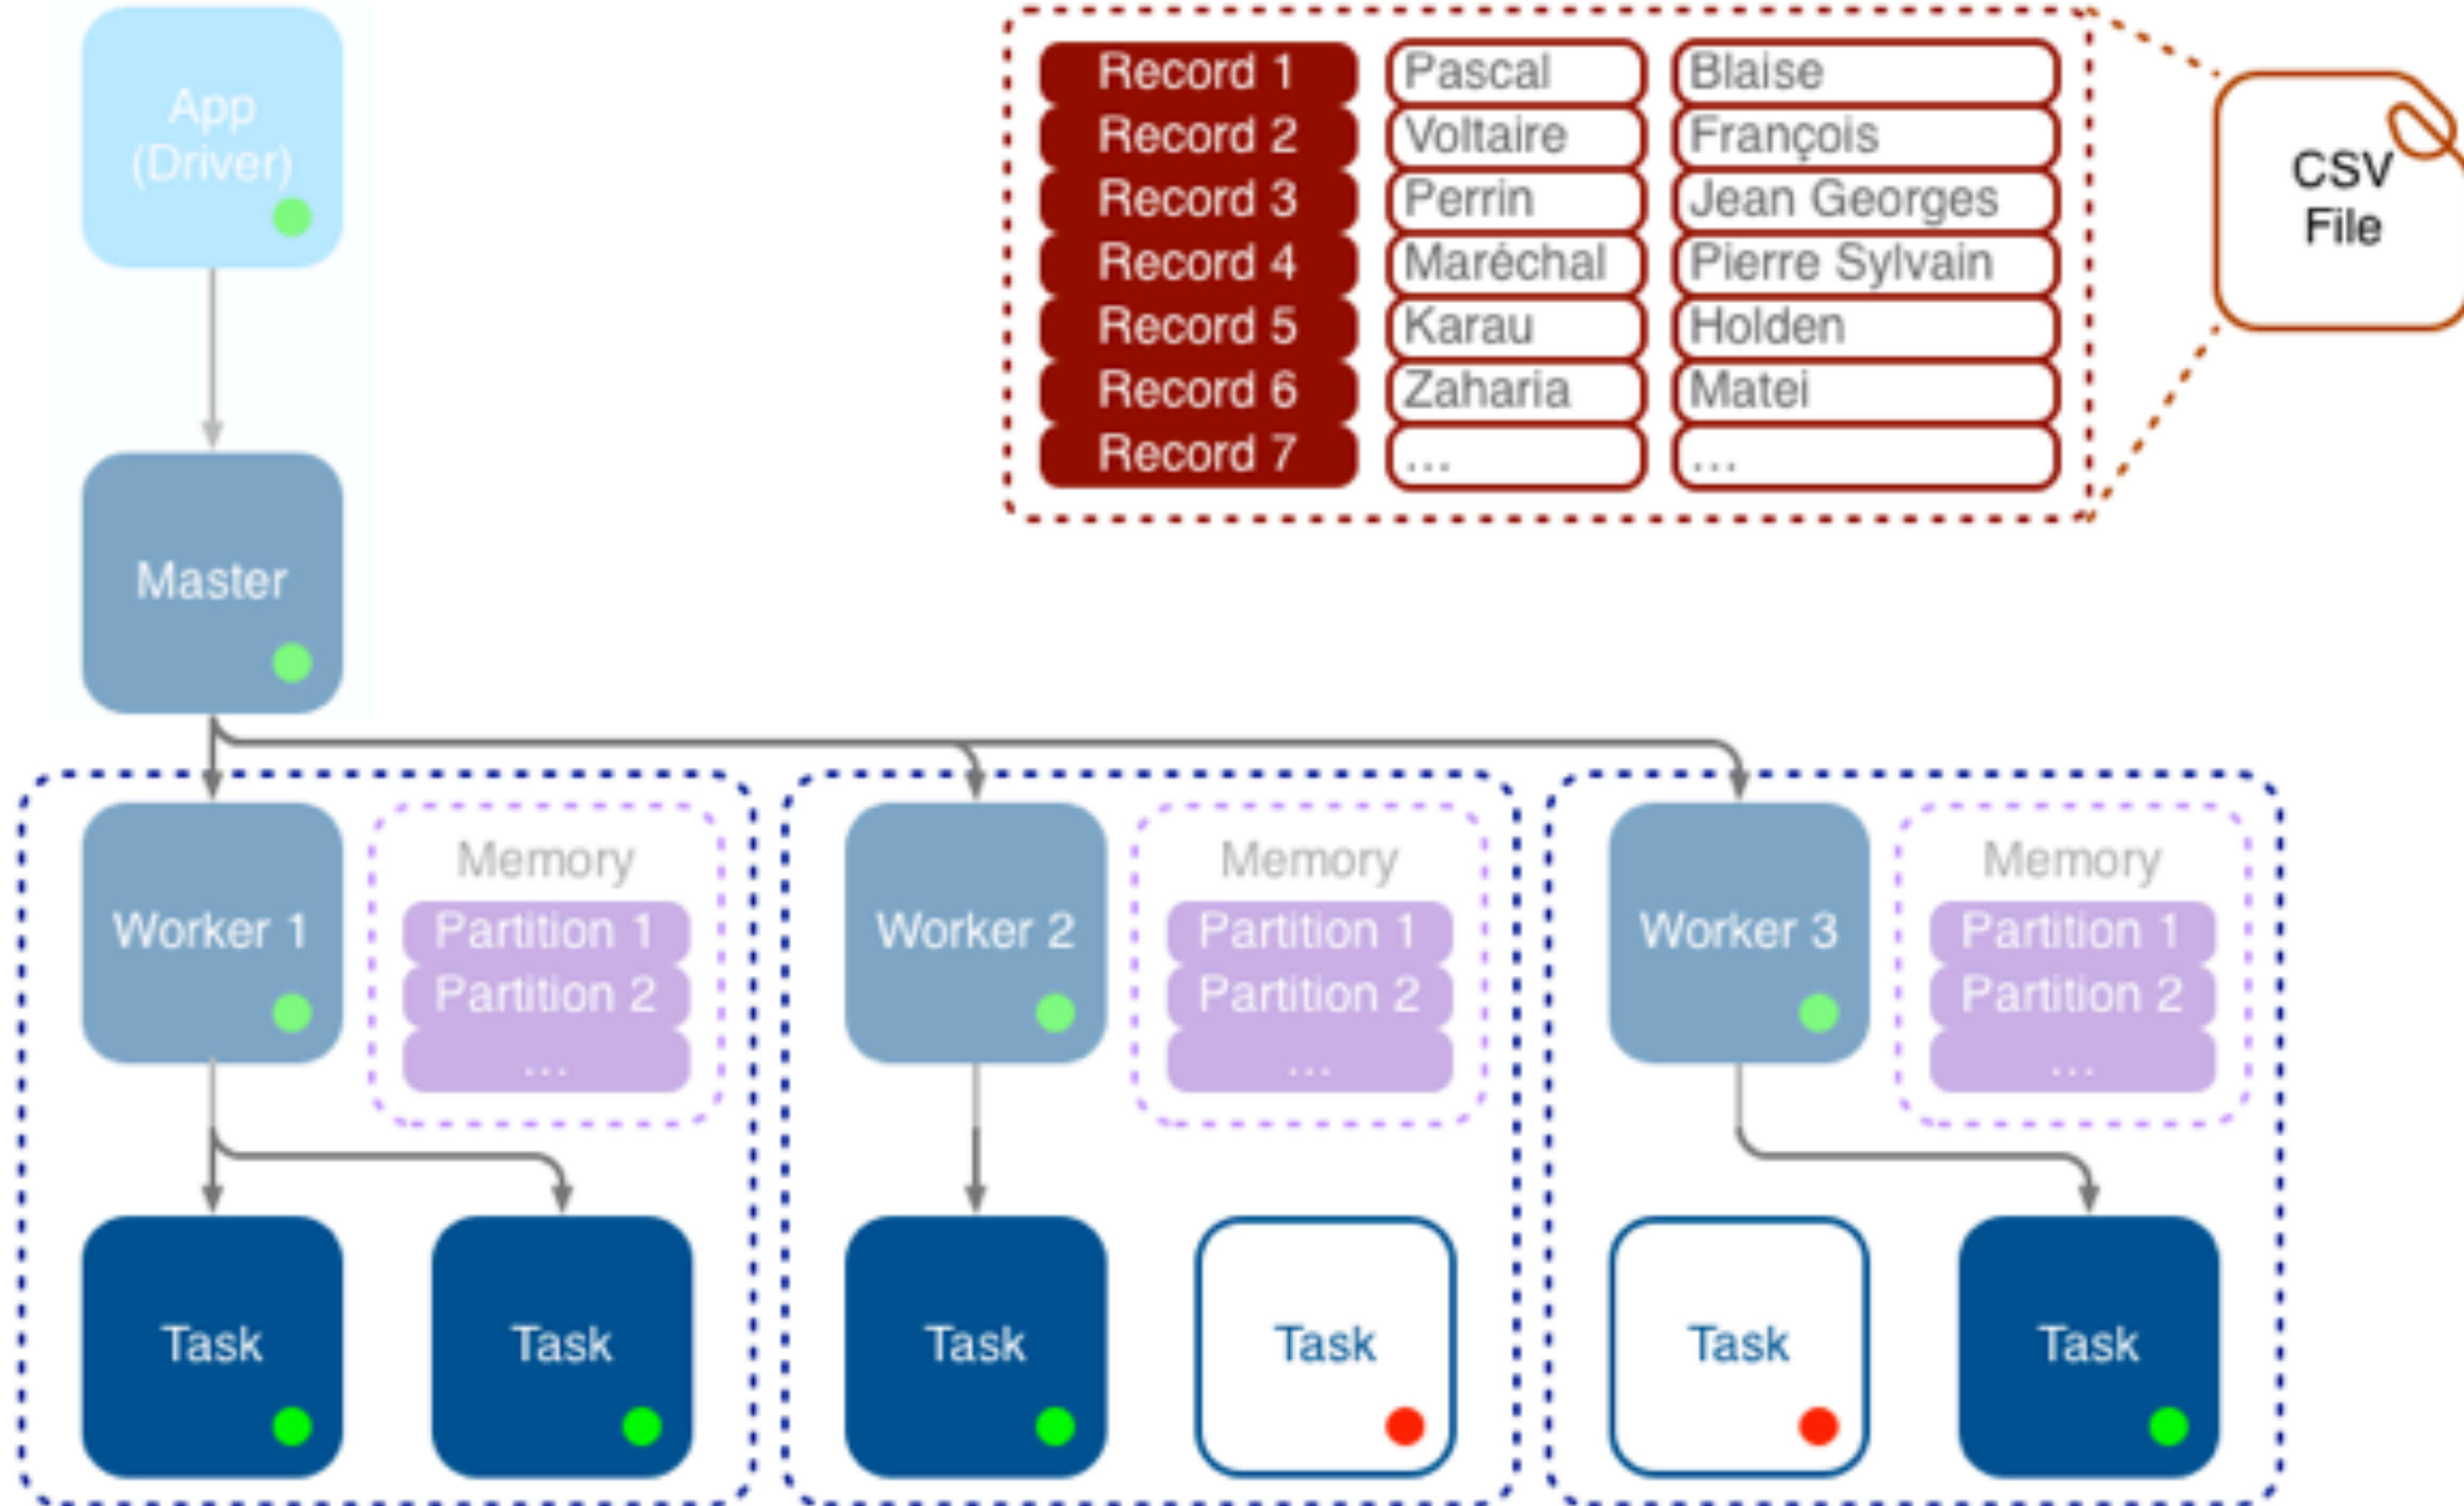 App
(Driver)
Record 1 Pascal Blaise
Record 2 Voltaire François
Record 3 Perrin Jean Georges
Record 4 Maréchal Pierre Sylvain
Record 5 Karau Holden
Record 6 Zaharia Matei
Record 7 ... ...
CSV
File
Master
Worker 1
Memory
Partition 1
Partition 2
...
Worker 2
Memory
Partition 1
Partition 2
...
Worker 3
Memory
Partition 1
Partition 2
...
Task
Task
Task
Task
Task
Task